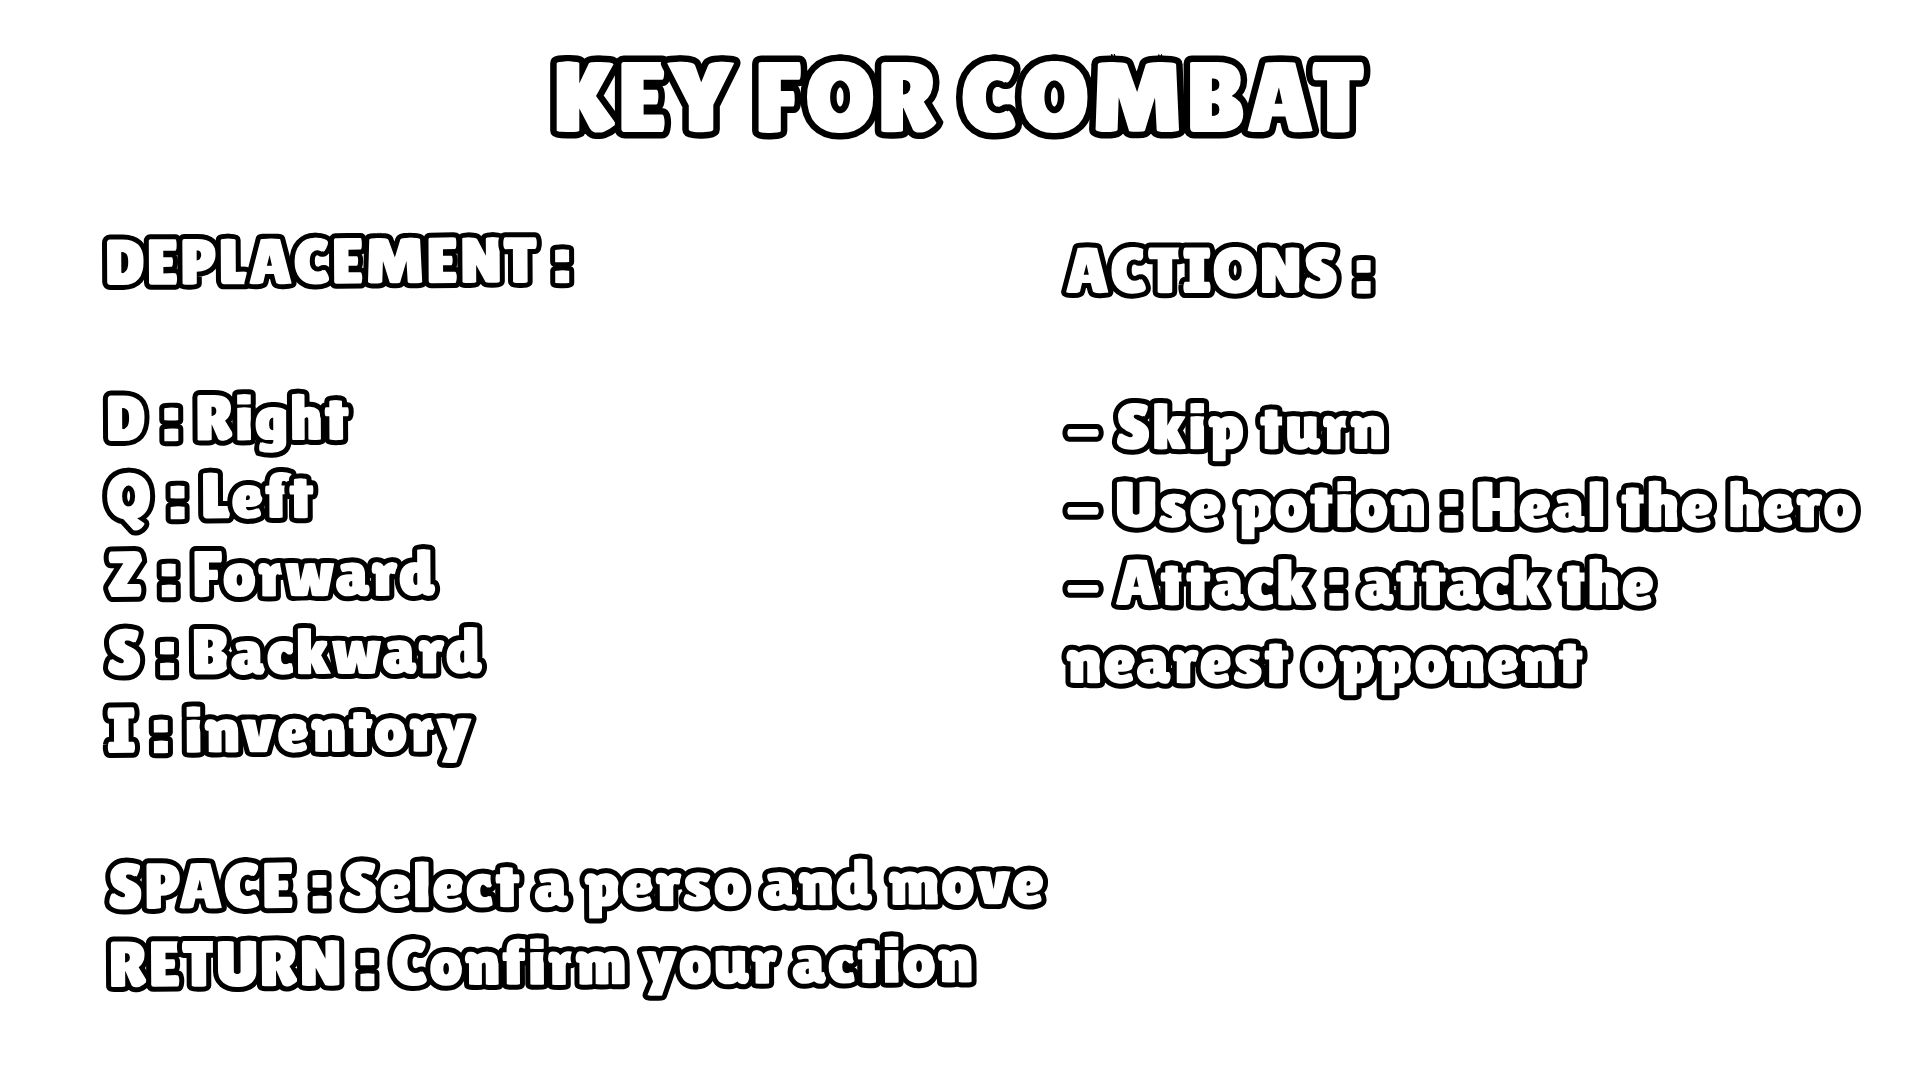 KEY FOR COMBAT
DEPLACEMENT :
D : Right
Q : Left
Z : Forward
S : Backward
I : inventory
SPACE : Select a perso and move
RETURN : Confirm your action
ACTIONS :
– Skip turn
– Use potion : Heal the hero
– Attack : attack the
nearest opponent